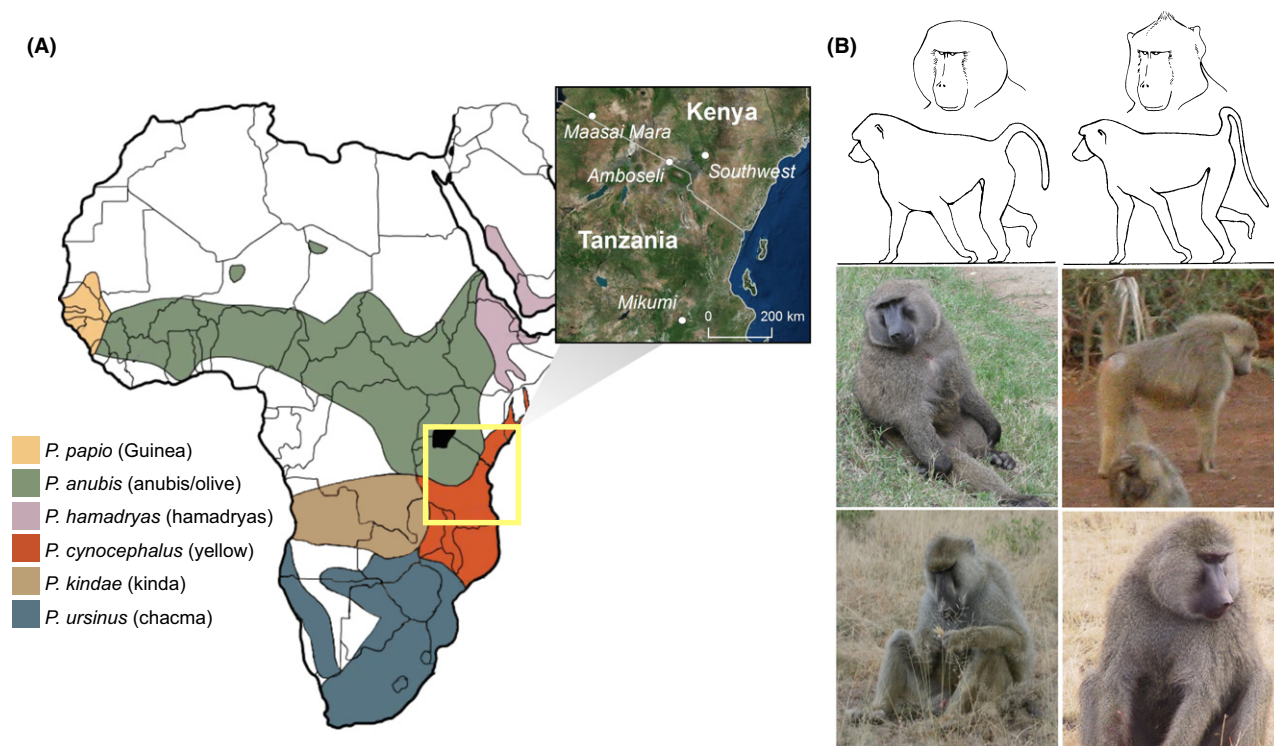 (A)
Kenya
Maasai Mara
Amboseli
Southwest
Tanzania
Mikumi
0 200 km
P. papio (Guinea)
P. anubis (anubis/olive)
P. hamadryas (hamadryas)
P. cynocephalus (yellow)
P. kindae (kinda)
P. ursinus (chacma)
(B)